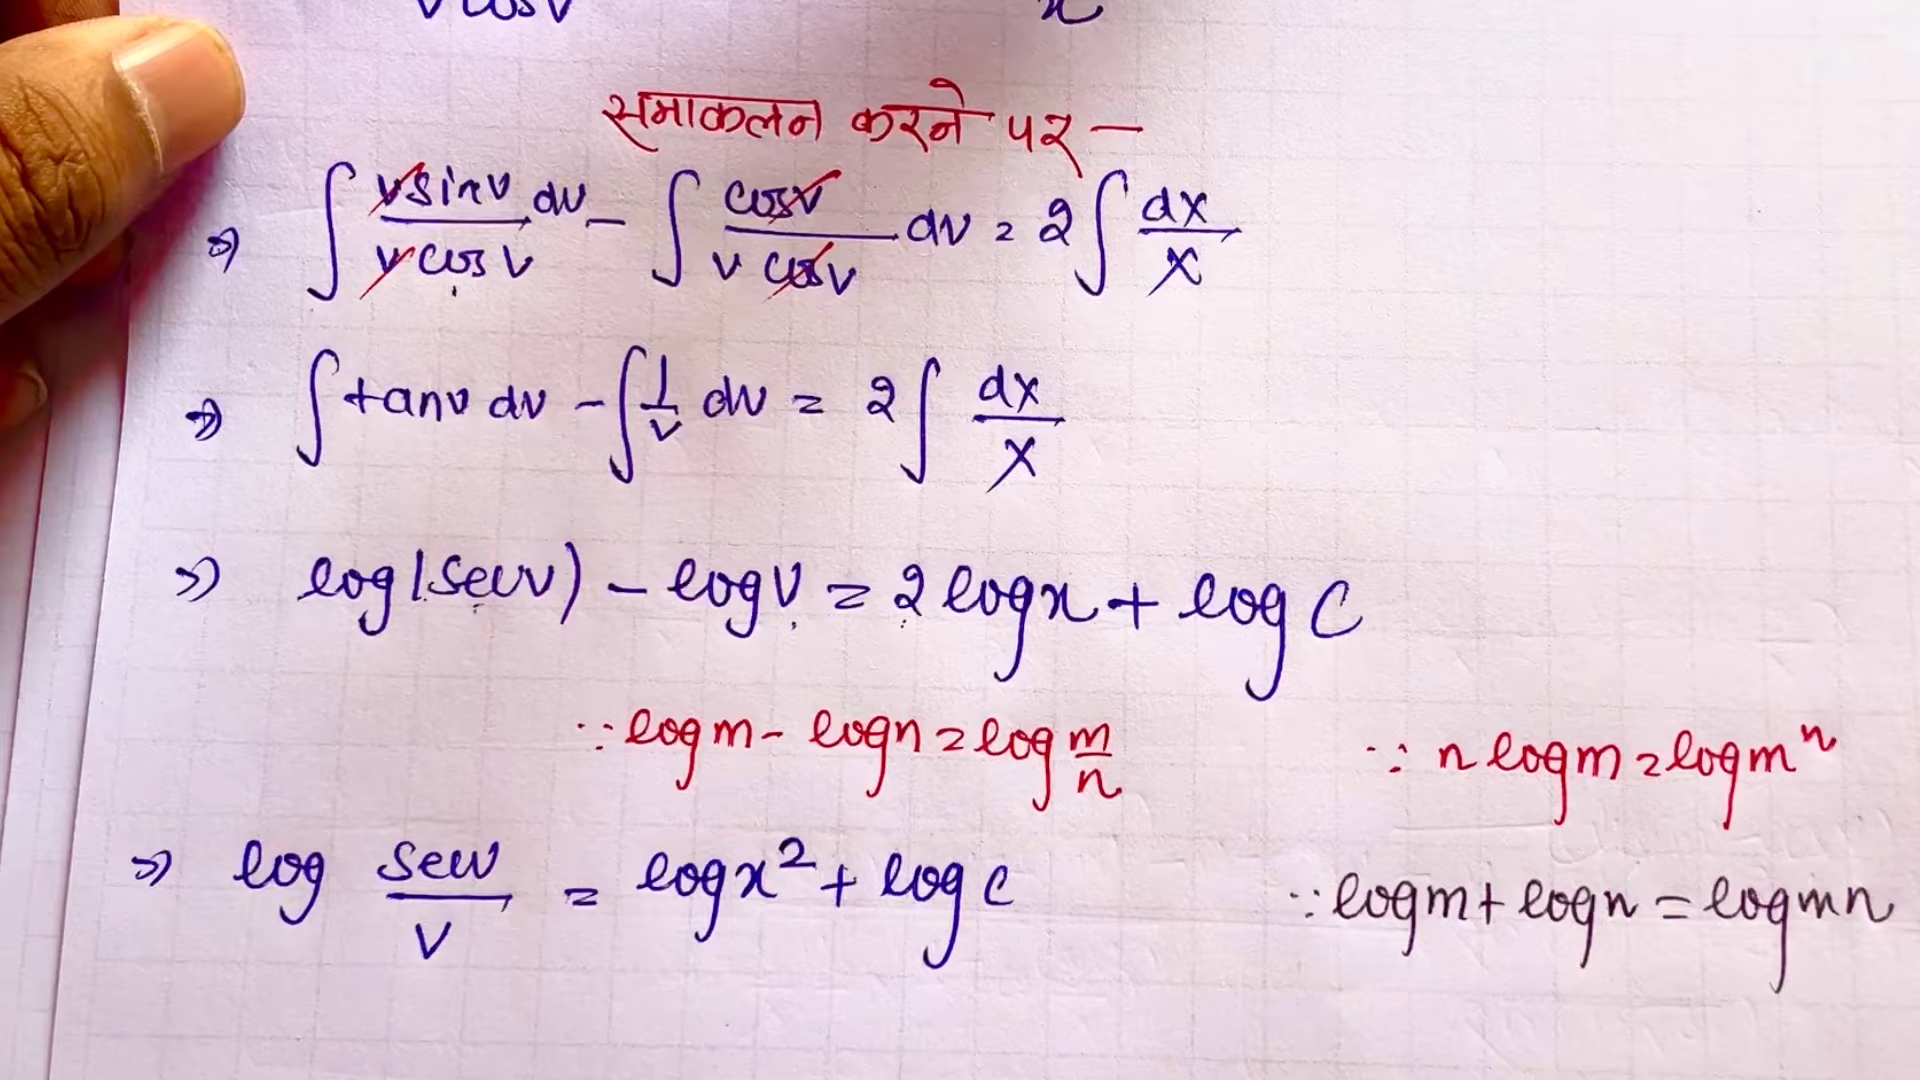 v cos v x
समाकलन करने पर –
⇒ ∫ v sin v / v cos v dv – ∫ cos v / v cos v dv = 2 ∫ dx / x
⇒ ∫ tan v dv – ∫ 1/v dv = 2 ∫ dx / x
⇒ log (sec v) – log v = 2 log x + log C
∵ log m – log n = log m/n ∵ n log m = log mⁿ
⇒ log sec v / v = log x² + log c ∵ log m + log n = log mn